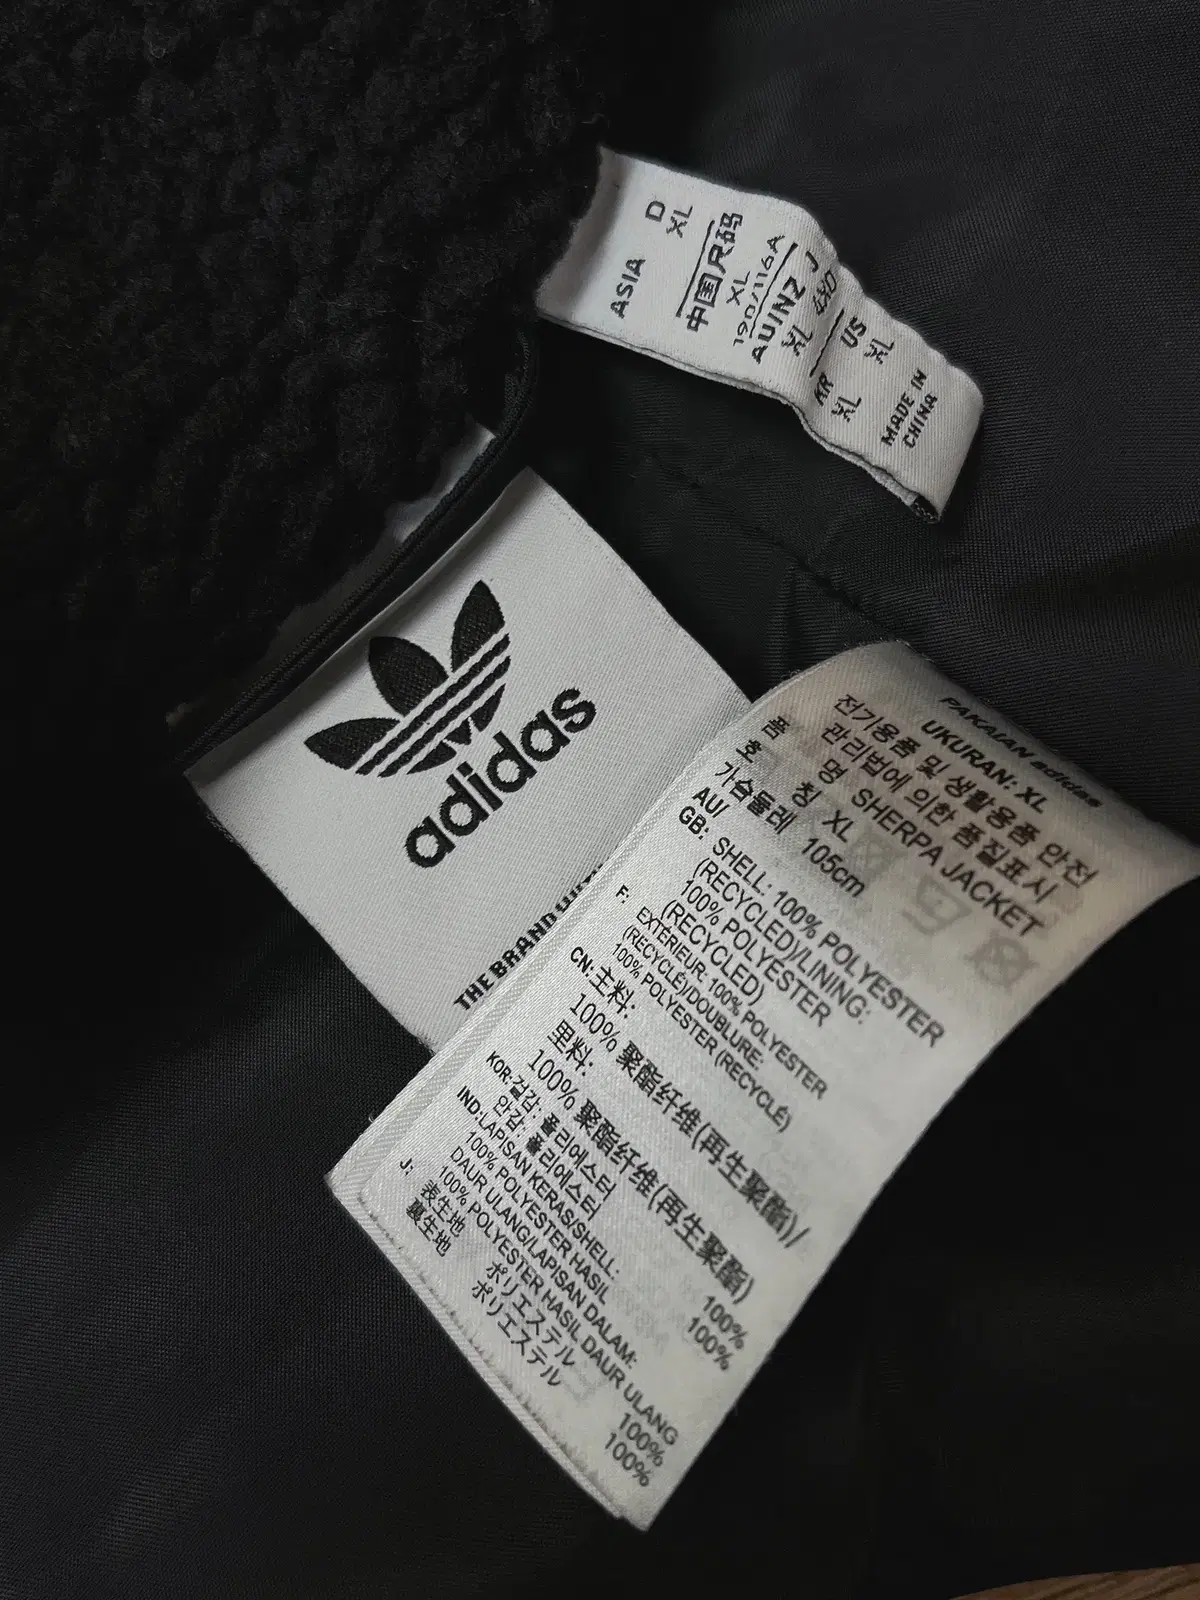 ASIA
D
XL
中国尺码
XL
190/116A
AU/NZ
XL
J
4XO
KR
XL
US
XL
MADE IN
CHINA
adidas
THE BRAND WITH
PAKAIAN adidas
UKURAN: XL
전기용품 및 생활용품 안전
관리법에 의한 품질표시
품 명 SHERPA JACKET
호 칭 XL
가슴둘레 105cm
AU/
GB: SHELL: 100% POLYESTER
(RECYCLED)/LINING:
100% POLYESTER
(RECYCLED)
F: EXTÉRIEUR: 100% POLYESTER
(RECYCLÉ)/DOUBLURE:
100% POLYESTER (RECYCLÉ)
CN: 主料:
100% 聚酯纤维(再生聚酯)/
里料:
100% 聚酯纤维(再生聚酯)
KOR: 겉감: 폴리에스터 100%
안감: 폴리에스터 100%
IND: LAPISAN KERAS/SHELL:
100% POLYESTER HASIL
DAUR ULANG/LAPISAN DALAM:
100% POLYESTER HASIL DAUR ULANG
J: 表生地 ポリエステル 100%
裏生地 ポリエステル 100%